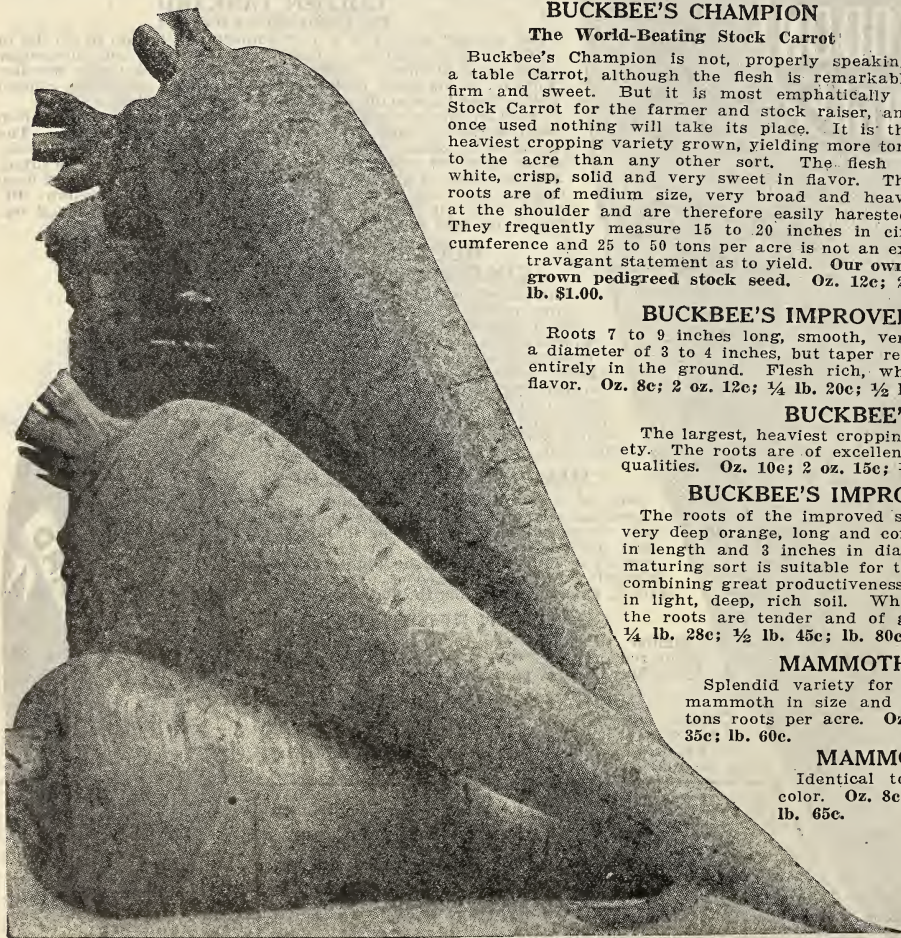 BUCKBEE'S CHAMPION
The World-Beating Stock Carrot
Buckbee's Champion is not, properly speakin
a table Carrot, although the flesh is remarkabl
firm and sweet. But it is most emphatically
Stock Carrot for the farmer and stock raiser, an
once used nothing will take its place. It is th
heaviest cropping variety grown, yielding more ton
to the acre than any other sort. The flesh
white, crisp, solid and very sweet in flavor. Th
roots are of medium size, very broad and heav
at the shoulder and are therefore easily harested
They frequently measure 15 to 20 inches in cir
cumference and 25 to 50 tons per acre is not an ex
travagant statement as to yield. Our own
grown pedigreed stock seed. Oz. 12c; 2
lb. $1.00.
BUCKBEE'S IMPROVE
Roots 7 to 9 inches long, smooth, ver
a diameter of 3 to 4 inches, but taper re
entirely in the ground. Flesh rich, wh
flavor. Oz. 8c; 2 oz. 12c; ¼ lb. 20c; ½ l
BUCKBEE'
The largest, heaviest croppin
ety. The roots are of excellen
qualities. Oz. 10c; 2 oz. 15c;
BUCKBEE'S IMPRO
The roots of the improved s
very deep orange, long and co
in length and 3 inches in dia
maturing sort is suitable for t
combining great productiveness
in light, deep, rich soil. Wh
the roots are tender and of g
¼ lb. 28c; ½ lb. 45c; lb. 80c
MAMMOTH
Splendid variety for
mammoth in size and
tons roots per acre. Oz
35c; lb. 60c.
MAMMO
Identical to
color. Oz. 8c
lb. 65c.